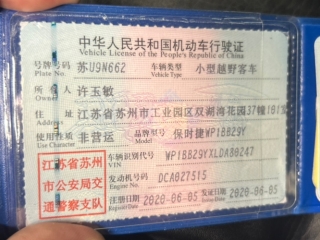 中华人民共和国机动车行驶证
Vehicle License of the People's Republic of China
号牌号码 苏U9N662 车辆类型 小型越野客车
Plate No. Vehicle Type
所有人 许玉敏
Owner
住址 江苏省苏州市工业园区双湖湾花园37幢101室
Address
使用性质 非营运 品牌型号 保时捷WP1BB29Y
Use Character Model
江苏省苏州市公安局交通警察支队
车辆识别代号 WP1BB29YXLDA30247
VIN
发动机号码 DCA027515
Engine No.
注册日期 2020-06-05 发证日期 2020-06-05
Register Date Issue Date